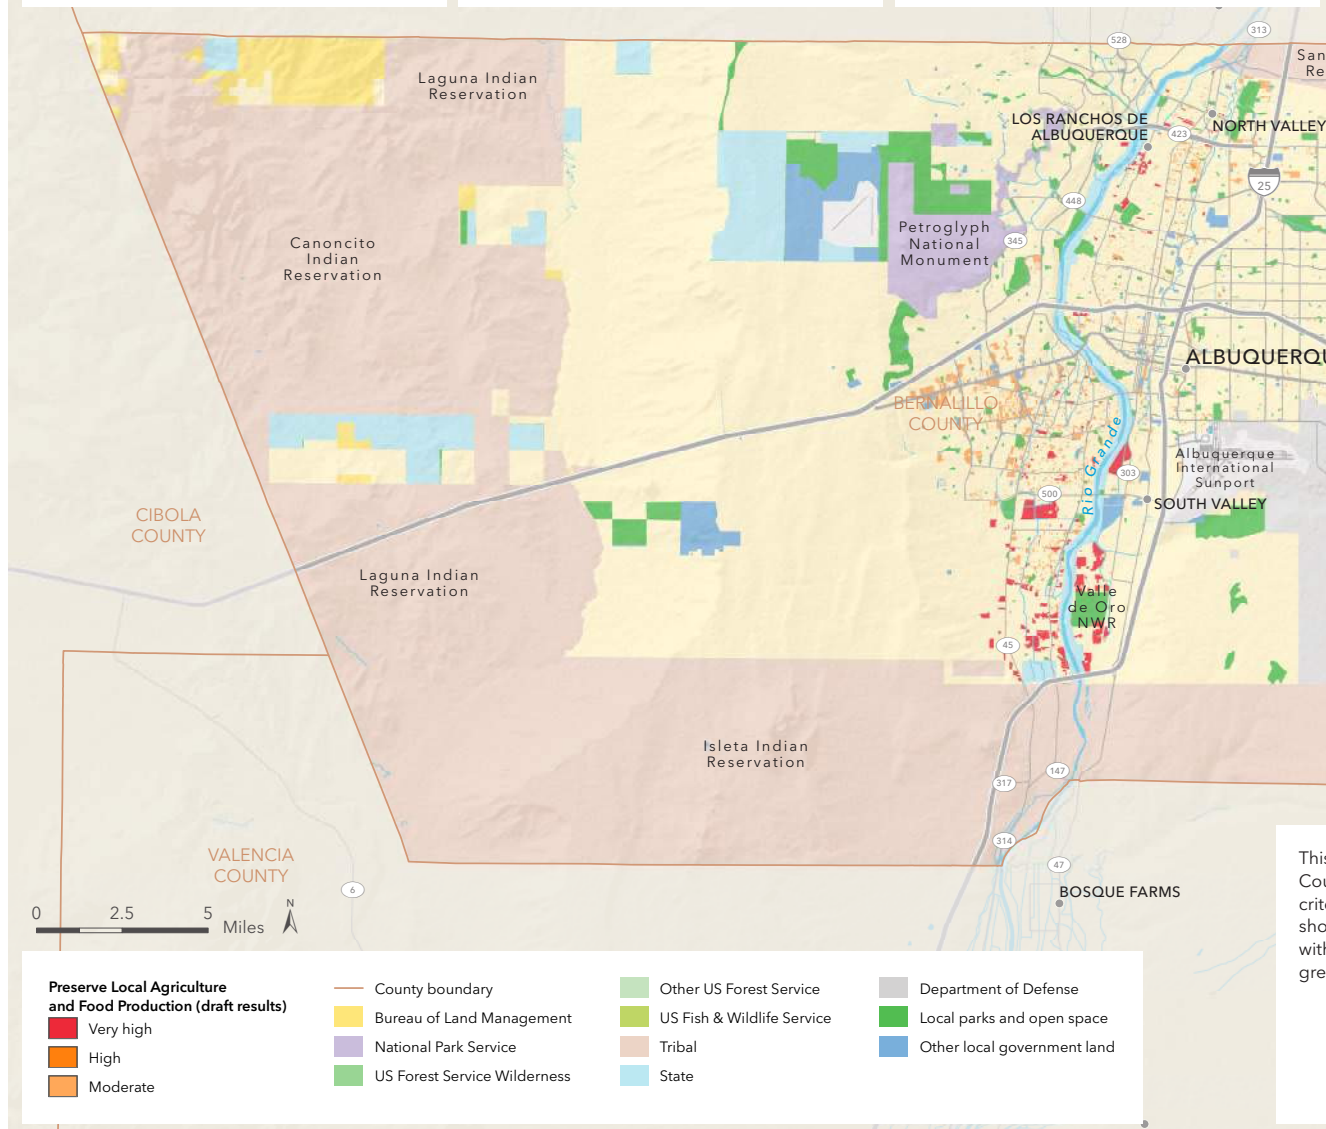 528
313
San
Re
Laguna Indian
Reservation
LOS RANCHOS DE
ALBUQUERQUE
NORTH VALLEY
423
25
448
Petroglyph
National
Monument
345
Canoncito
Indian
Reservation
ALBUQUERQU
BERNALILLO
COUNTY
Rio Grande
Albuquerque
International
Sunport
303
500
SOUTH VALLEY
CIBOLA
COUNTY
Laguna Indian
Reservation
Valle
de Oro
NWR
45
Isleta Indian
Reservation
147
317
314
47
VALENCIA
COUNTY
6
BOSQUE FARMS
0 2.5 5
Miles
N
This
Cou
crite
sho
with
gre
Preserve Local Agriculture
and Food Production (draft results)
Very high
High
Moderate
County boundary
Bureau of Land Management
National Park Service
US Forest Service Wilderness
Other US Forest Service
US Fish & Wildlife Service
Tribal
State
Department of Defense
Local parks and open space
Other local government land